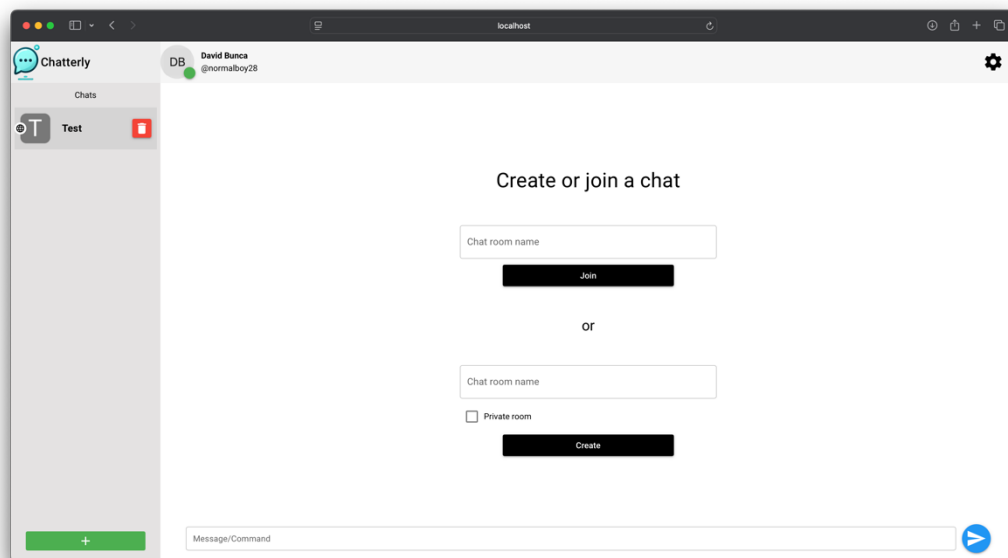 localhost
Chatterly
DB
David Bunca
@normalboy28
Chats
T
Test
Create or join a chat
Chat room name
Join
or
Chat room name
Private room
Create
+
Message/Command